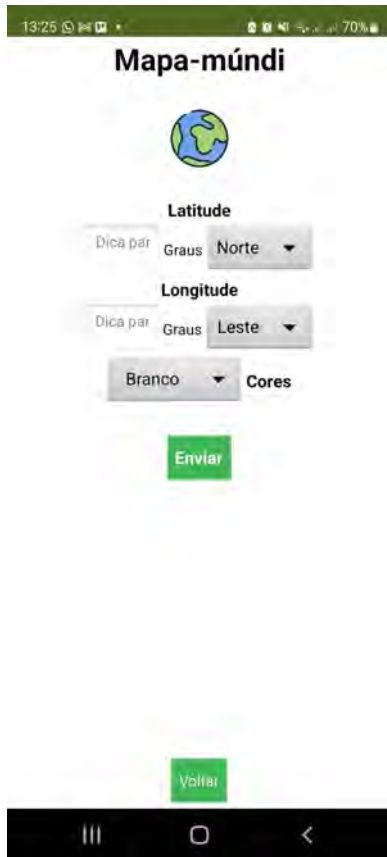 13:25 70%
Mapa-múndi
Latitude
Dica par Graus Norte
Longitude
Dica par Graus Leste
Branco Cores
Enviar
Voltar